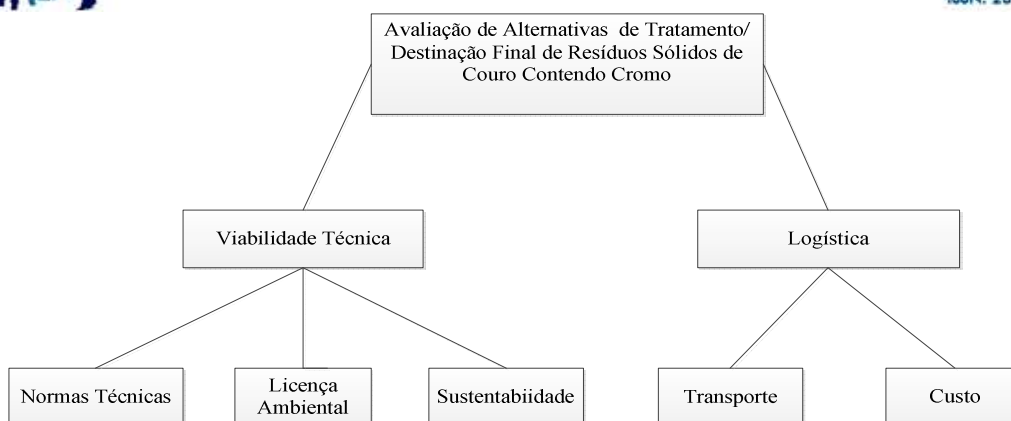 Avaliação de Alternativas de Tratamento/
Destinação Final de Resíduos Sólidos de
Couro Contendo Cromo
Viabilidade Técnica
Logística
Normas Técnicas
Licença
Ambiental
Sustentabiidade
Transporte
Custo